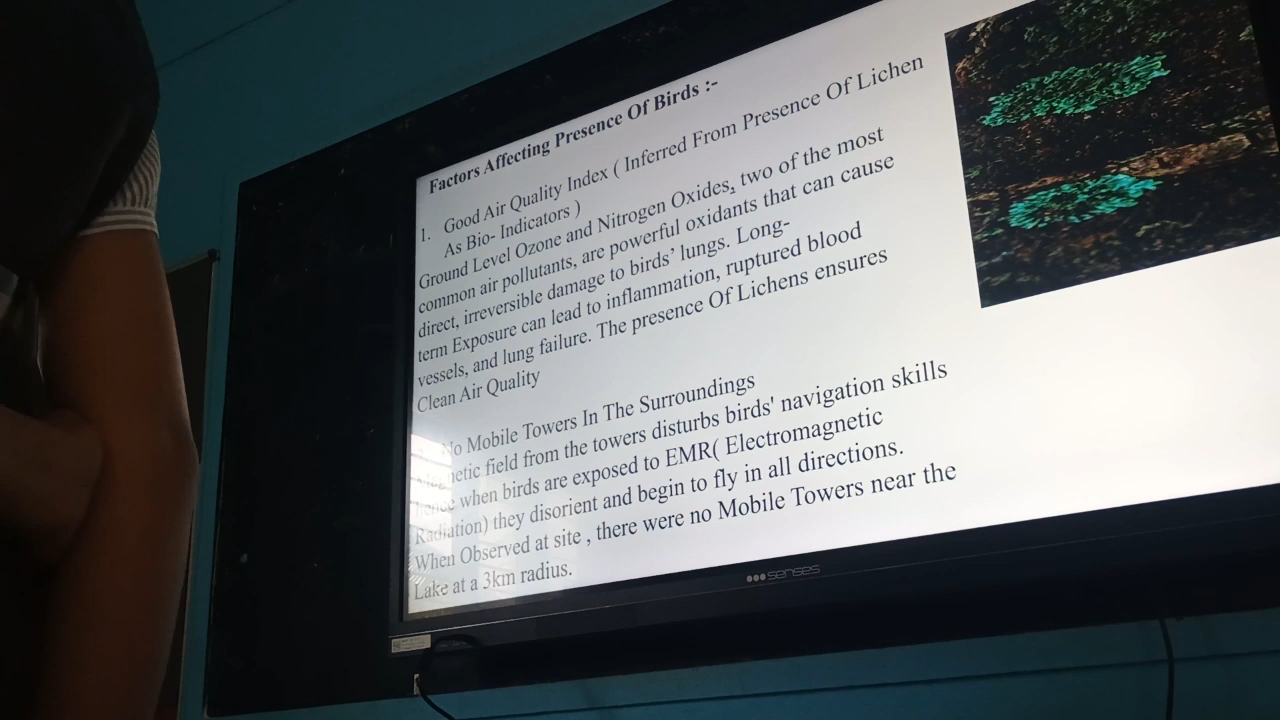 Factors Affecting Presence Of Birds :-
1. Good Air Quality Index ( Inferred From Presence Of Lichen
As Bio- Indicators )
Ground Level Ozone and Nitrogen Oxides, two of the most
common air pollutants, are powerful oxidants that can cause
direct, irreversible damage to birds’ lungs. Long-
term Exposure can lead to inflammation, ruptured blood
vessels, and lung failure. The presence Of Lichens ensures
Clean Air Quality
No Mobile Towers In The Surroundings
field from the towers disturbs birds' navigation skills
hence when birds are exposed to EMR( Electromagnetic
Radiation) they disorient and begin to fly in all directions.
When Observed at site , there were no Mobile Towers near the
Lake at a 3km radius.
senses